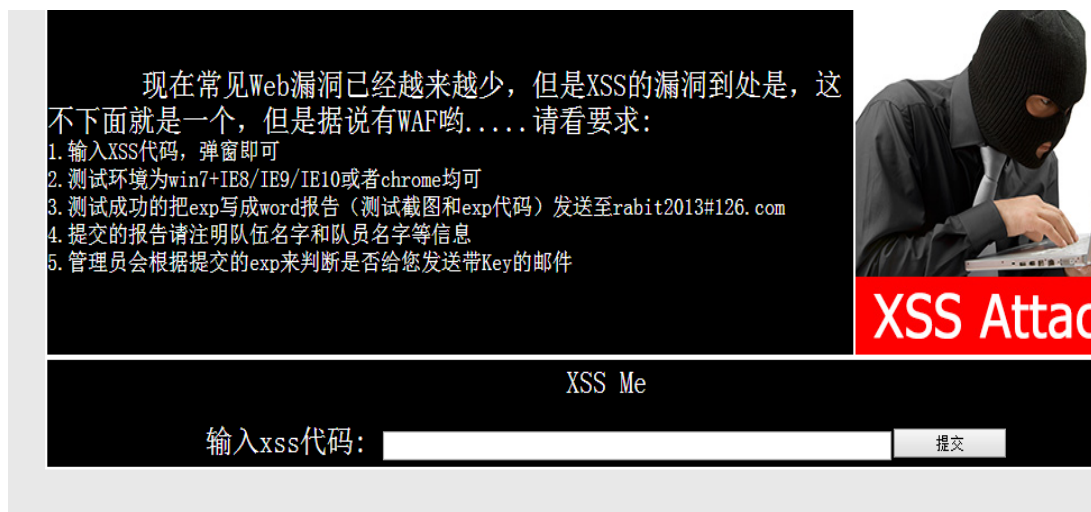 现在常见Web漏洞已经越来越少，但是XSS的漏洞到处是，这
不下面就是一个，但是据说有WAF哟.....请看要求:
1.输入XSS代码，弹窗即可
2.测试环境为win7+IE8/IE9/IE10或者chrome均可
3.测试成功的把exp写成word报告（测试截图和exp代码）发送至rabit2013#126.com
4.提交的报告请注明队伍名字和队员名字等信息
5.管理员会根据提交的exp来判断是否给您发送带Key的邮件
XSS Attac
XSS Me
输入xss代码:
提交